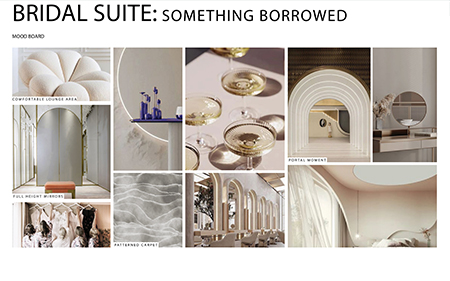 BRIDAL SUITE: SOMETHING BORROWED
MOOD BOARD
COMFORTABLE LOUNGE AREA
PORTAL MOMENT
FULL HEIGHT MIRRORS
PATTERNED CARPET